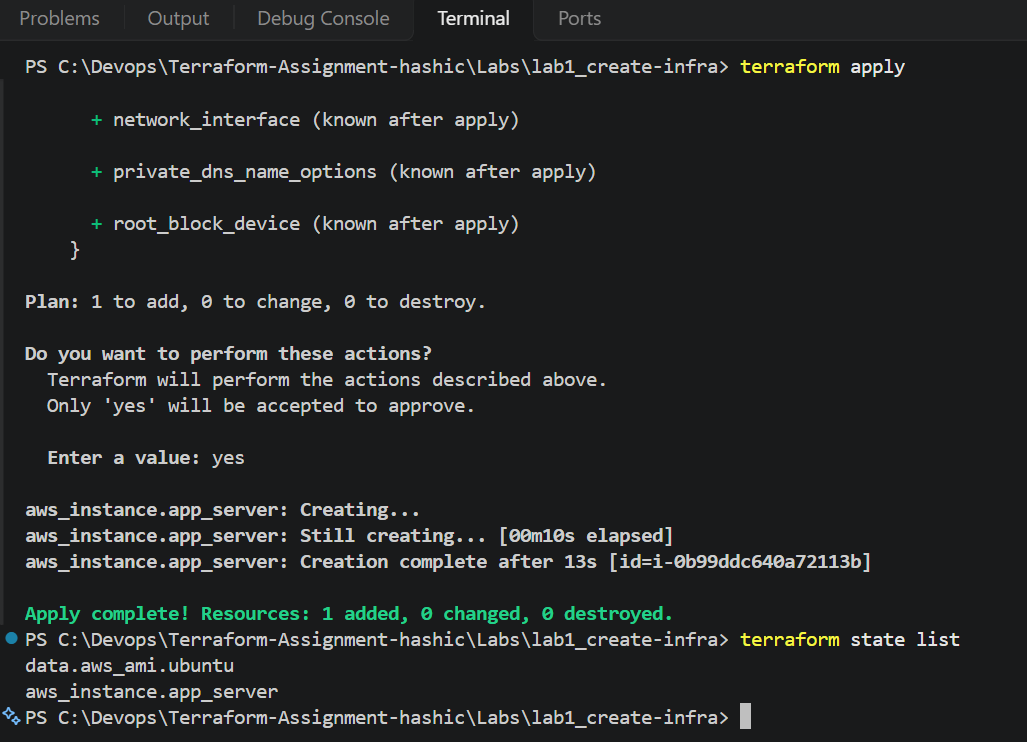 Problems Output Debug Console Terminal Ports
PS C:\Devops\Terraform-Assignment-hashic\Labs\lab1_create-infra> terraform apply
+ network_interface (known after apply)
+ private_dns_name_options (known after apply)
+ root_block_device (known after apply)
}
Plan: 1 to add, 0 to change, 0 to destroy.
Do you want to perform these actions?
Terraform will perform the actions described above.
Only 'yes' will be accepted to approve.
Enter a value: yes
aws_instance.app_server: Creating...
aws_instance.app_server: Still creating... [00m10s elapsed]
aws_instance.app_server: Creation complete after 13s [id=i-0b99ddc640a72113b]
Apply complete! Resources: 1 added, 0 changed, 0 destroyed.
PS C:\Devops\Terraform-Assignment-hashic\Labs\lab1_create-infra> terraform state list
data.aws_ami.ubuntu
aws_instance.app_server
PS C:\Devops\Terraform-Assignment-hashic\Labs\lab1_create-infra>